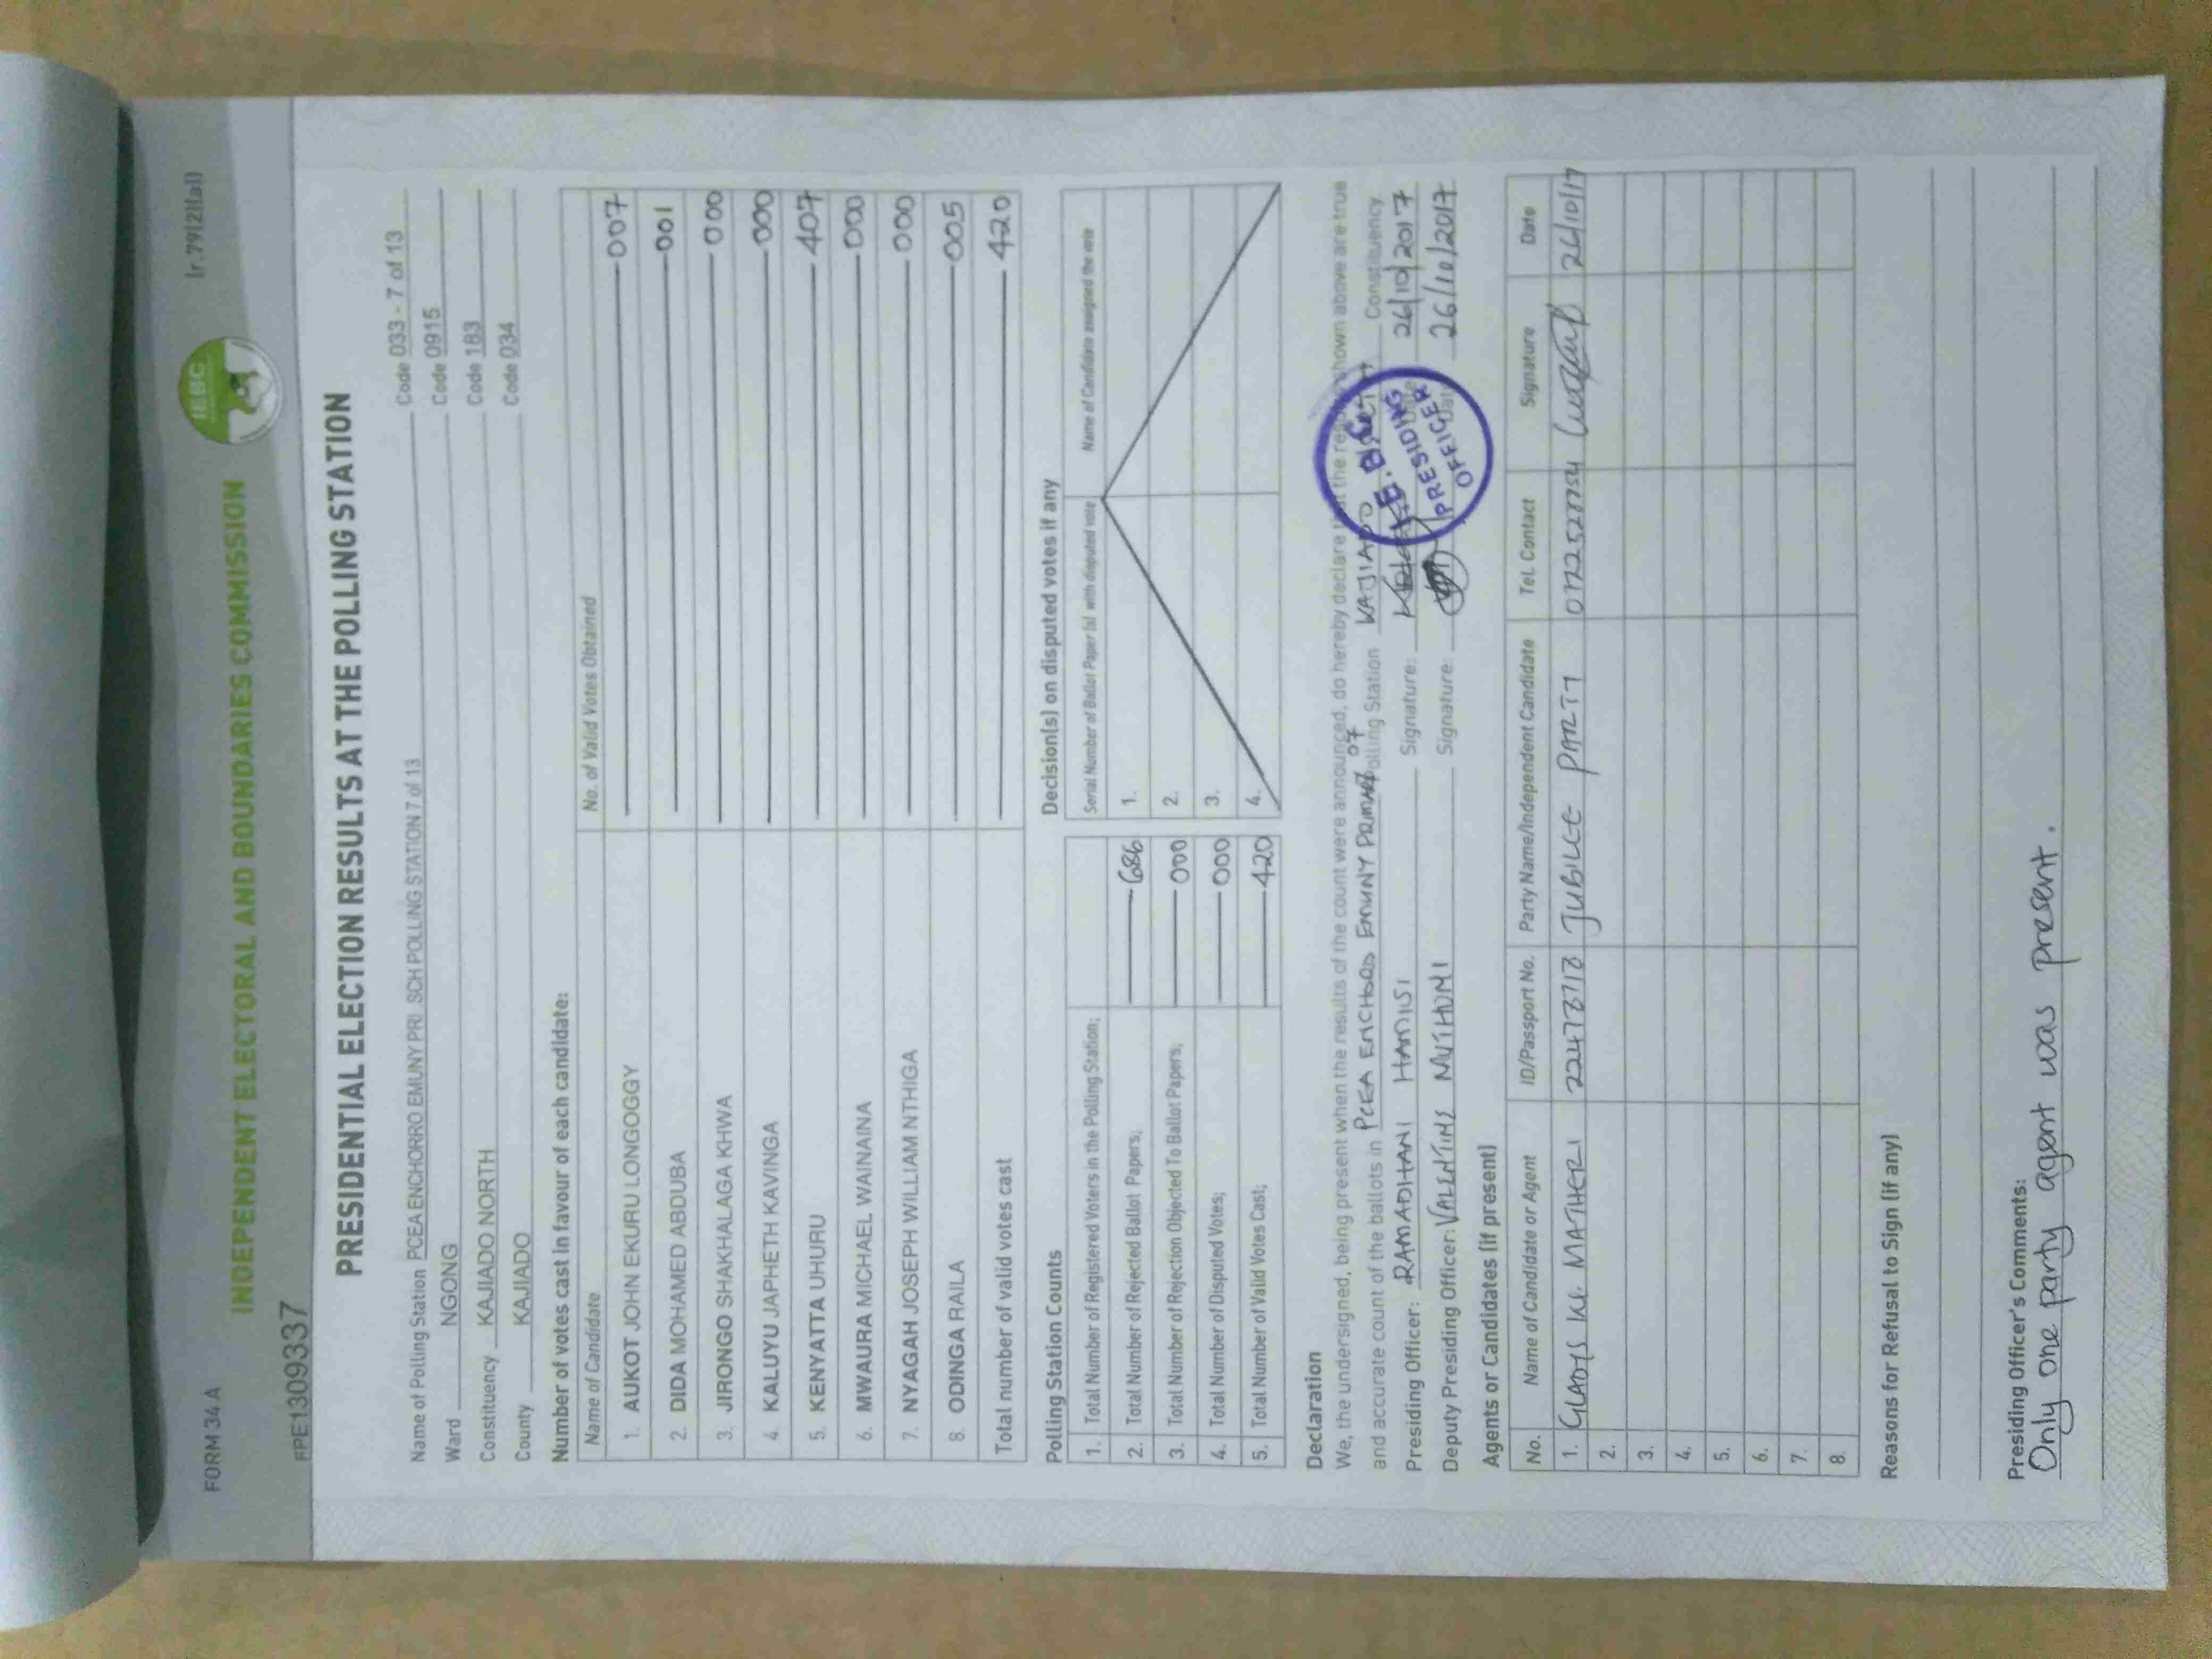 FORM 34 A
(r.79(2)(a))
IEBC
INDEPENDENT ELECTORAL AND BOUNDARIES COMMISSION
FPE1309337
PRESIDENTIAL ELECTION RESULTS AT THE POLLING STATION
Name of Polling Station PCEA ENCHORRO EMUNY PRI SCH POLLING STATION 7 of 13 Code 033 - 7 of 13
Ward NGONG Code 0915
Constituency KAJIADO NORTH Code 183
County KAJIADO Code 034
Number of votes cast in favour of each candidate:
Name of Candidate No. of Valid Votes Obtained
1. AUKOT JOHN EKURU LONGOGGY 007
2. DIDA MOHAMED ABDUBA 001
3. JIRONGO SHAKHALAGA KHWA 000
4. KALUYU JAPHETH KAVINGA 000
5. KENYATTA UHURU 407
6. MWAURA MICHAEL WAINAINA 000
7. NYAGAH JOSEPH WILLIAM NTHIGA 000
8. ODINGA RAILA 005
Total number of valid votes cast 420
Polling Station Counts
1. Total Number of Registered Voters in the Polling Station;
2. Total Number of Rejected Ballot Papers; 686
3. Total Number of Rejection Objected To Ballot Papers; 000
4. Total Number of Disputed Votes; 000
5. Total Number of Valid Votes Cast; 420
Decision(s) on disputed votes if any
Serial Number of Ballot Paper (s) with disputed vote Name of Candidate assigned the vote
1.
2.
3.
4.
Declaration
We, the undersigned, being present when the results of the count were announced, do hereby declare that the results shown above are true
and accurate count of the ballots in PCEA ENCHORO EMUNY PRIMARY 07 Polling Station KAJIADO Constituency.
Presiding Officer: RAMADHANI HAMISI Signature: Date 26/10/2017
Deputy Presiding Officer: VALENTINE MUTHOMI Signature: Date 26/10/2017
I.E.B.C
PRESIDING
OFFICER
Agents or Candidates (if present)
No. Name of Candidate or Agent ID/Passport No. Party Name/Independent Candidate Tel. Contact Signature Date
1. GLADYS W. MATHERI JUBILEE PARTY 26/10/17
2.
3.
4.
5.
6.
7.
8.
Reasons for Refusal to Sign (if any)
Presiding Officer's Comments:
Only one party agent was present.